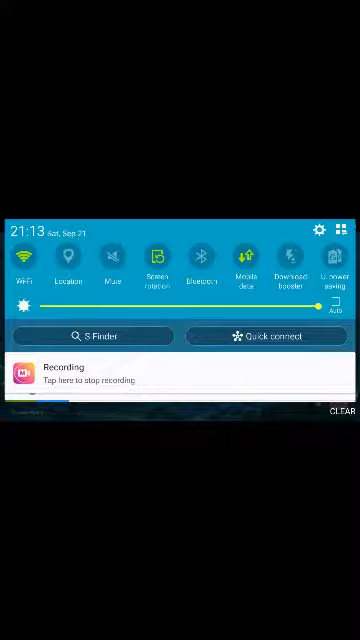 21:13 Sat, Sep 21
Wi-Fi
Location
Mute
Screen rotation
Bluetooth
Mobile data
Download booster
U. power saving
Auto
S Finder
Quick connect
Recording
Tap here to stop recording
CLEAR